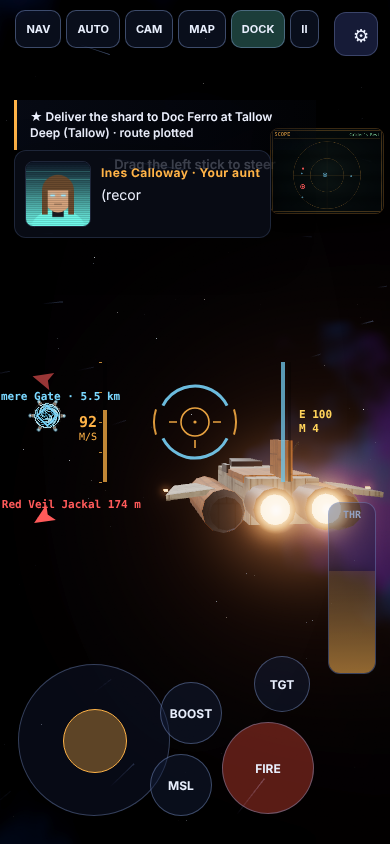 NAV
AUTO
CAM
MAP
DOCK
II
★ Deliver the shard to Doc Ferro at Tallow
Deep (Tallow) · route plotted
Drag the left stick to steer
SCOPE
Ines Calloway · Your aunt
(recor
mere Gate · 5.5 km
92
M/S
E 100
M 4
Red Veil Jackal 174 m
THR
TGT
BOOST
FIRE
MSL